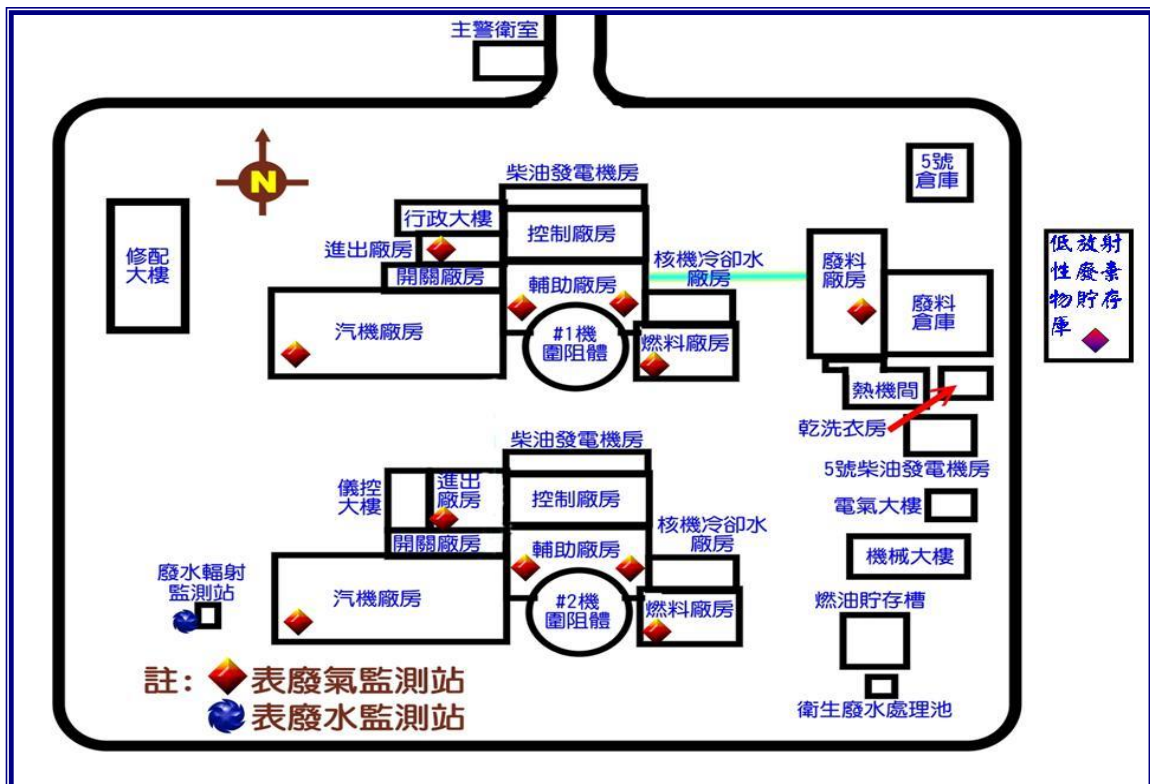 主警衛室
N
柴油發電機房
5號
倉庫
行政大樓
控制廠房
進出廠房
核機冷卻水
廠房
修配
大樓
開關廠房
輔助廠房
廢料
廠房
低放射
性廢棄
物貯存
庫
廢料
倉庫
汽機廠房
#1機
圍阻體
燃料廠房
熱機間
乾洗衣房
柴油發電機房
5號柴油發電機房
儀控
大樓
進出
廠房
控制廠房
電氣大樓
核機冷卻水
廠房
開關廠房
輔助廠房
機械大樓
廢水輻射
監測站
汽機廠房
#2機
圍阻體
燃料廠房
燃油貯存槽
註:
表廢氣監測站
表廢水監測站
衛生廢水處理池